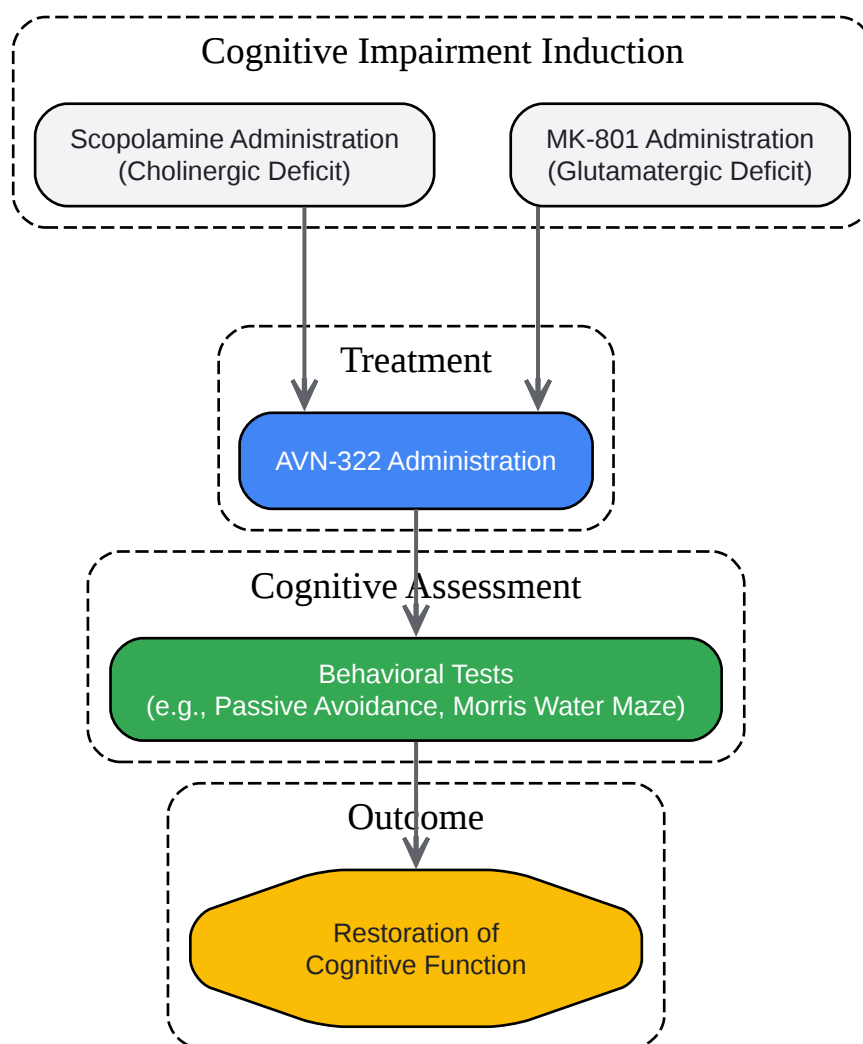 Cognitive Impairment Induction
Scopolamine Administration
(Cholinergic Deficit)
MK-801 Administration
(Glutamatergic Deficit)
Treatment
AVN-322 Administration
Cognitive Assessment
Behavioral Tests
(e.g., Passive Avoidance, Morris Water Maze)
Outcome
Restoration of
Cognitive Function